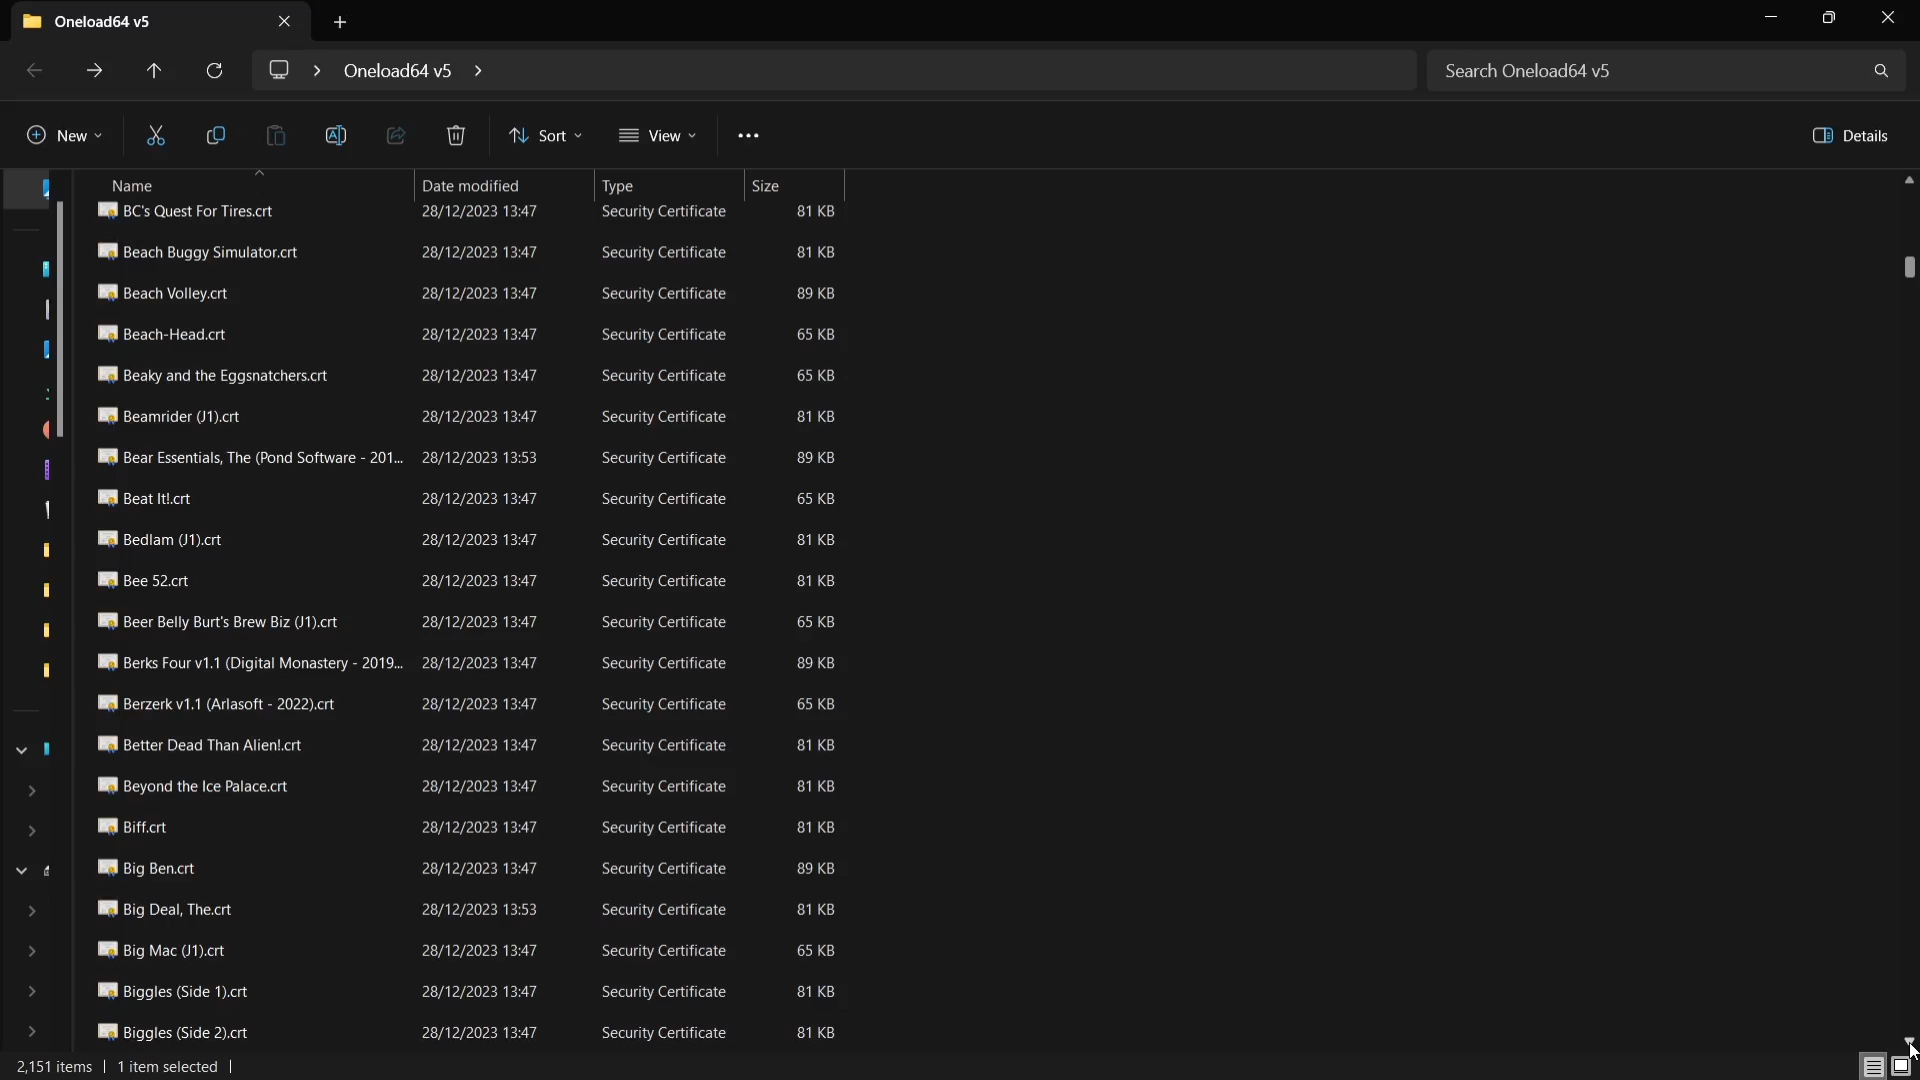 Oneload64 v5
Oneload64 v5
Search Oneload64 v5
New
Sort
View
Details
Name Date modified Type Size
BC's Quest For Tires.crt 28/12/2023 13:47 Security Certificate 81 KB
Beach Buggy Simulator.crt 28/12/2023 13:47 Security Certificate 81 KB
Beach Volley.crt 28/12/2023 13:47 Security Certificate 89 KB
Beach-Head.crt 28/12/2023 13:47 Security Certificate 65 KB
Beaky and the Eggsnatchers.crt 28/12/2023 13:47 Security Certificate 65 KB
Beamrider (J1).crt 28/12/2023 13:47 Security Certificate 81 KB
Bear Essentials, The (Pond Software - 201... 28/12/2023 13:53 Security Certificate 89 KB
Beat It!.crt 28/12/2023 13:47 Security Certificate 65 KB
Bedlam (J1).crt 28/12/2023 13:47 Security Certificate 81 KB
Bee 52.crt 28/12/2023 13:47 Security Certificate 81 KB
Beer Belly Burt's Brew Biz (J1).crt 28/12/2023 13:47 Security Certificate 65 KB
Berks Four v1.1 (Digital Monastery - 2019... 28/12/2023 13:47 Security Certificate 89 KB
Berzerk v1.1 (Arlasoft - 2022).crt 28/12/2023 13:47 Security Certificate 65 KB
Better Dead Than Alien!.crt 28/12/2023 13:47 Security Certificate 81 KB
Beyond the Ice Palace.crt 28/12/2023 13:47 Security Certificate 81 KB
Biff.crt 28/12/2023 13:47 Security Certificate 81 KB
Big Ben.crt 28/12/2023 13:47 Security Certificate 89 KB
Big Deal, The.crt 28/12/2023 13:53 Security Certificate 81 KB
Big Mac (J1).crt 28/12/2023 13:47 Security Certificate 65 KB
Biggles (Side 1).crt 28/12/2023 13:47 Security Certificate 81 KB
Biggles (Side 2).crt 28/12/2023 13:47 Security Certificate 81 KB
2,151 items 1 item selected